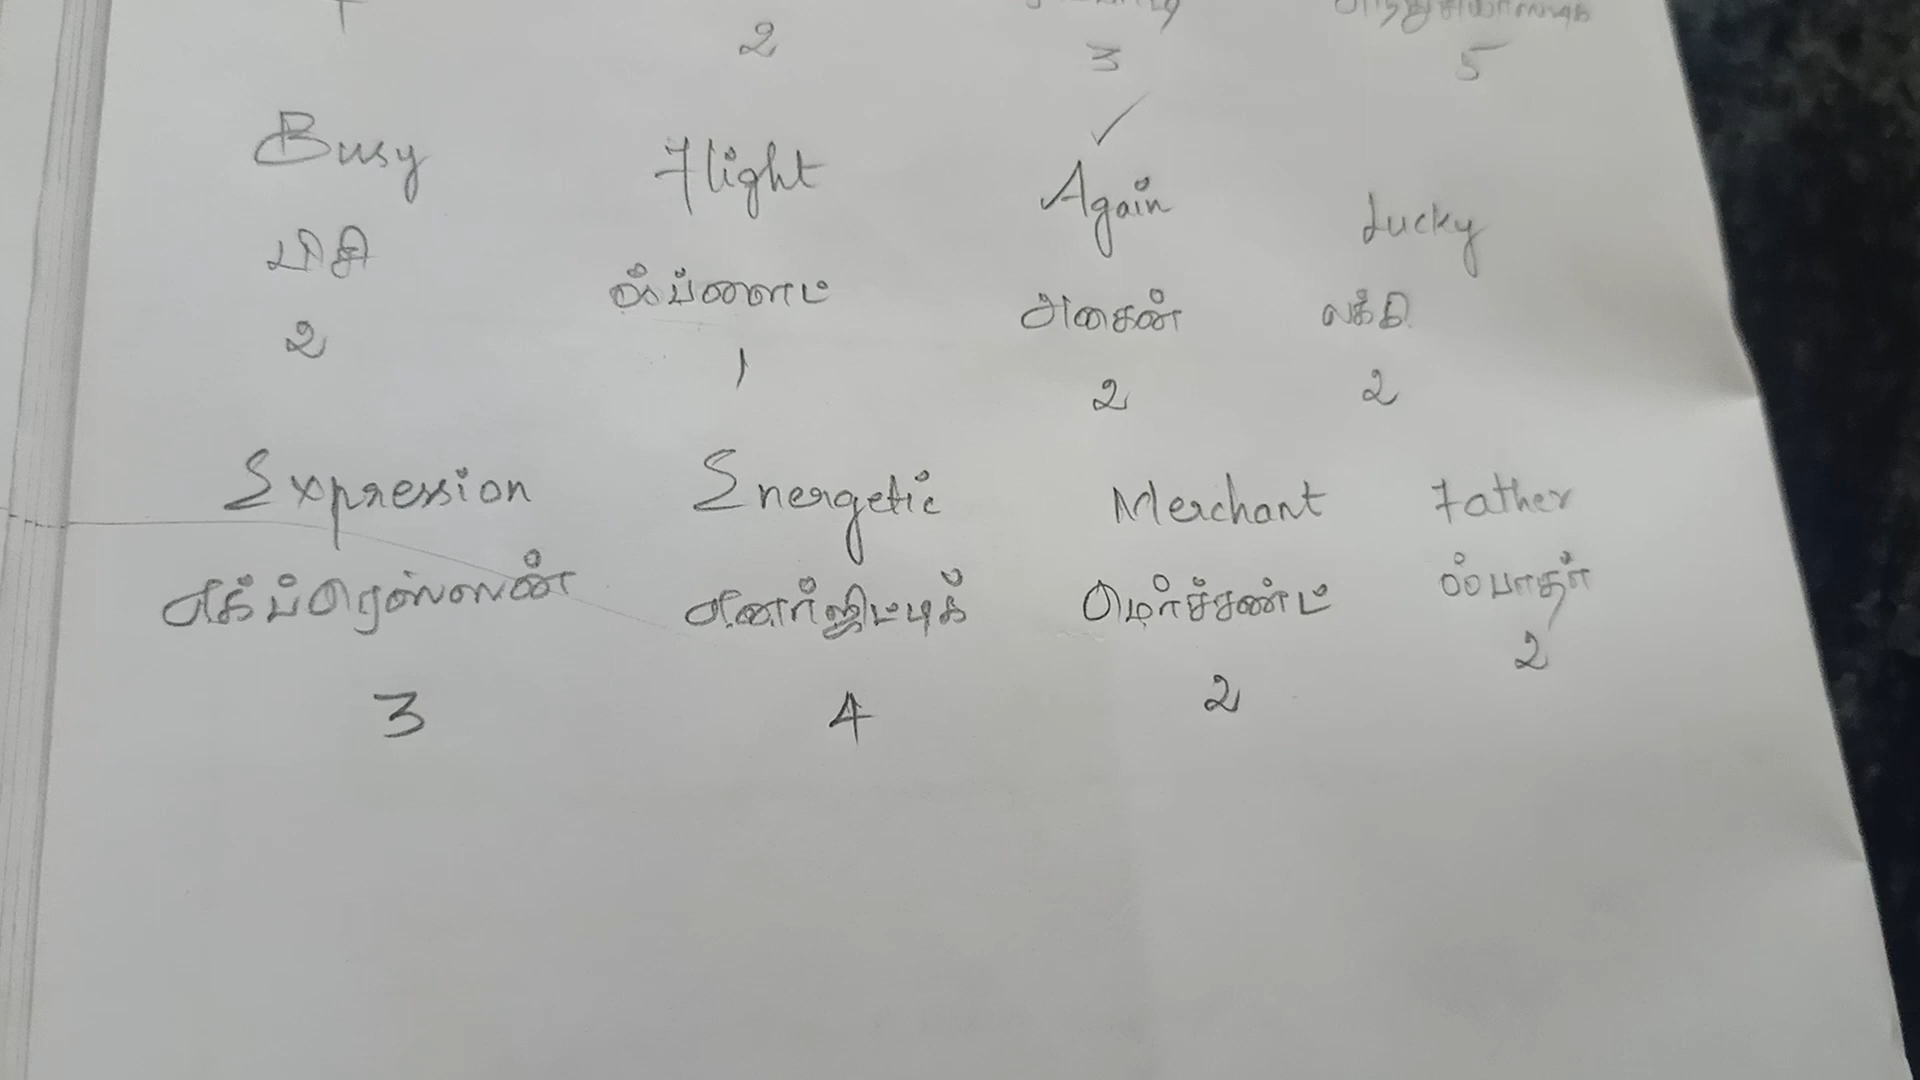 2 3 5
Busy Flight Again Lucky
பிசி ஃப்ளைட் அகைன் லக்கி
2 1 2 2
Expression Energetic Merchant Father
எக்ப்ரெஸ்ஸன் எனர்ஜிட்டிக் மெர்ச்சண்ட் ஃபாதர்
3 4 2 2